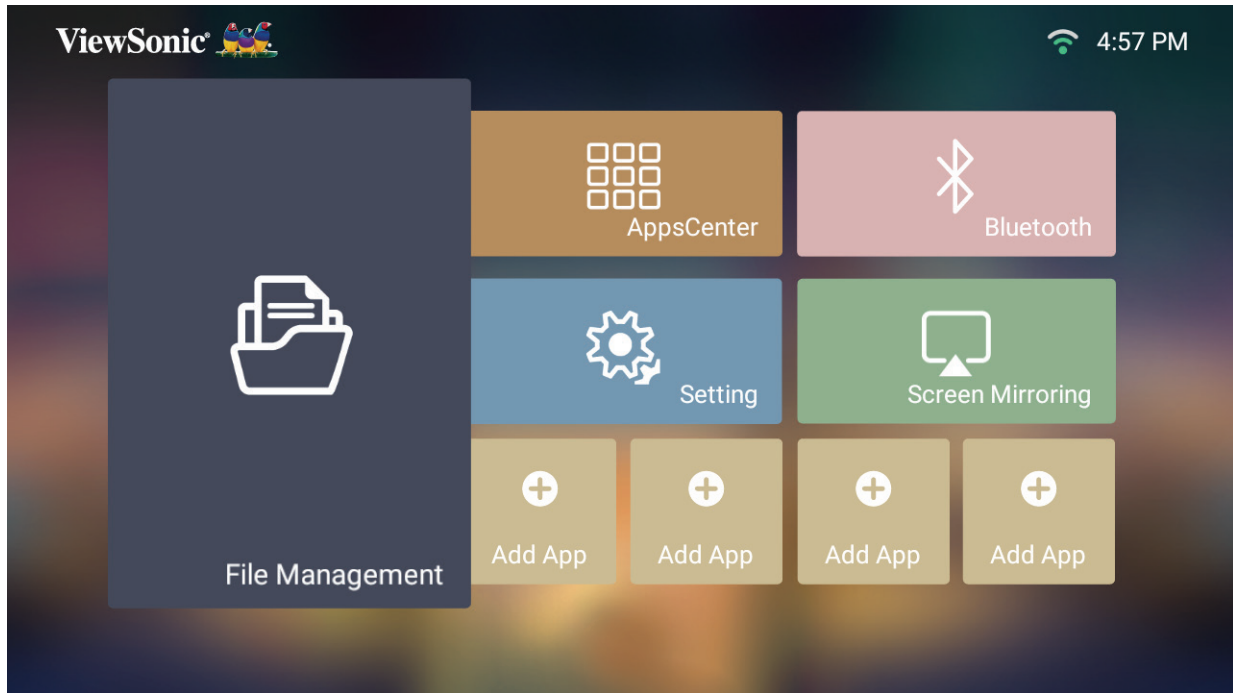 ViewSonic®
4:57 PM
AppsCenter
Bluetooth
Setting
Screen Mirroring
Add App
Add App
Add App
Add App
File Management